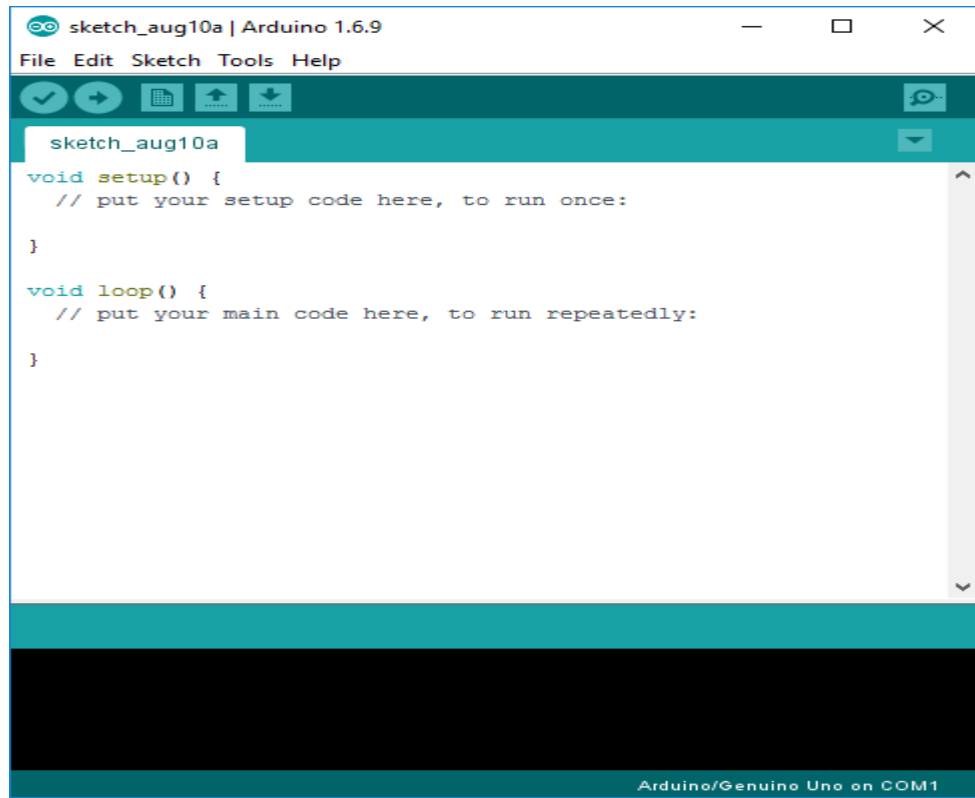 sketch_aug10a | Arduino 1.6.9
File Edit Sketch Tools Help
sketch_aug10a
void setup() {
  // put your setup code here, to run once:
}
void loop() {
  // put your main code here, to run repeatedly:
}
Arduino/Genuino Uno on COM1